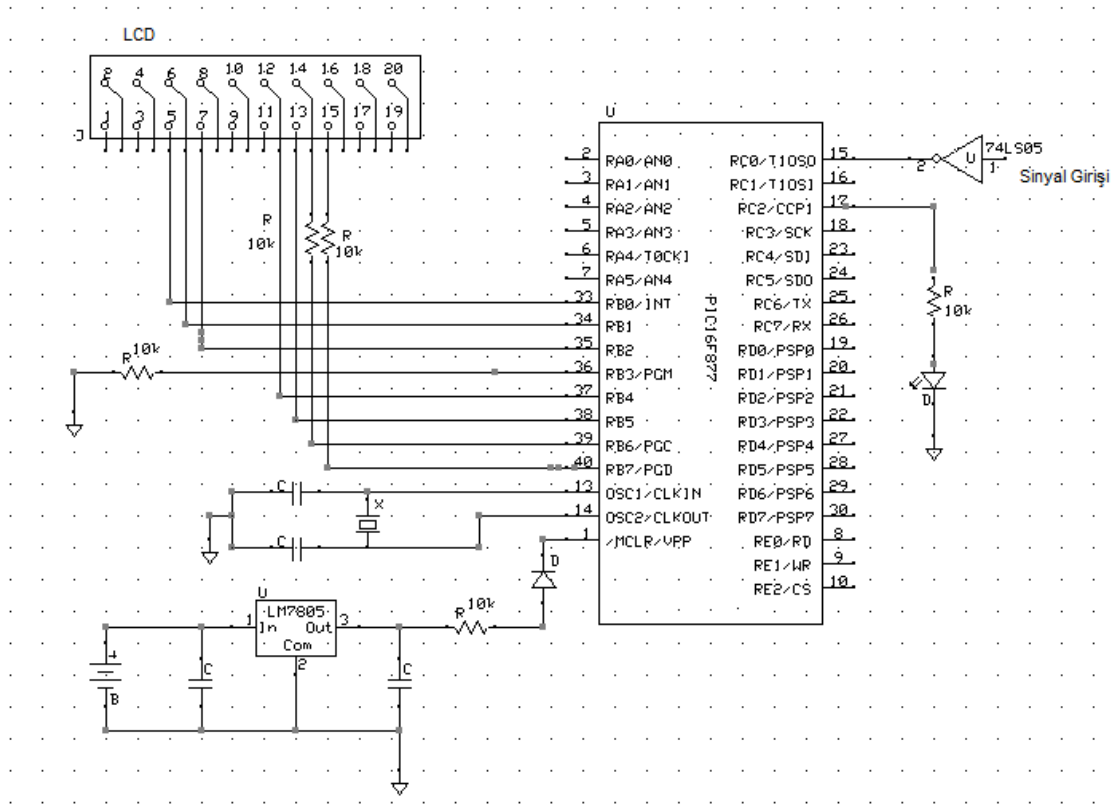 LCD
2 4 6 8 10 12 14 16 18 20
1 3 5 7 9 11 13 15 17 19
J
U
PIC16F877
2 RA0/AN0 RC0/T1OSO 15
3 RA1/AN1 RC1/T1OSI 16
4 RA2/AN2 RC2/CCP1 17
5 RA3/AN3 RC3/SCK 18
6 RA4/T0CKI RC4/SDI 23
7 RA5/AN4 RC5/SDO 24
33 RB0/INT RC6/TX 25
34 RB1 RC7/RX 26
35 RB2 RD0/PSP0 19
36 RB3/PGM RD1/PSP1 20
37 RB4 RD2/PSP2 21
38 RB5 RD3/PSP3 22
39 RB6/PGC RD4/PSP4 27
40 RB7/PGD RD5/PSP5 28
13 OSC1/CLKIN RD6/PSP6 29
14 OSC2/CLKOUT RD7/PSP7 30
1 /MCLR/VPP RE0/RD 8
RE1/WR 9
RE2/CS 10
2 U 1 74LS05
Sinyal Girişi
R
10k
R
10k
R
10k
D
R 10k
C
X
C
D
U
LM7805
1 In Out 3
Com
2
R 10k
+
B
C
C